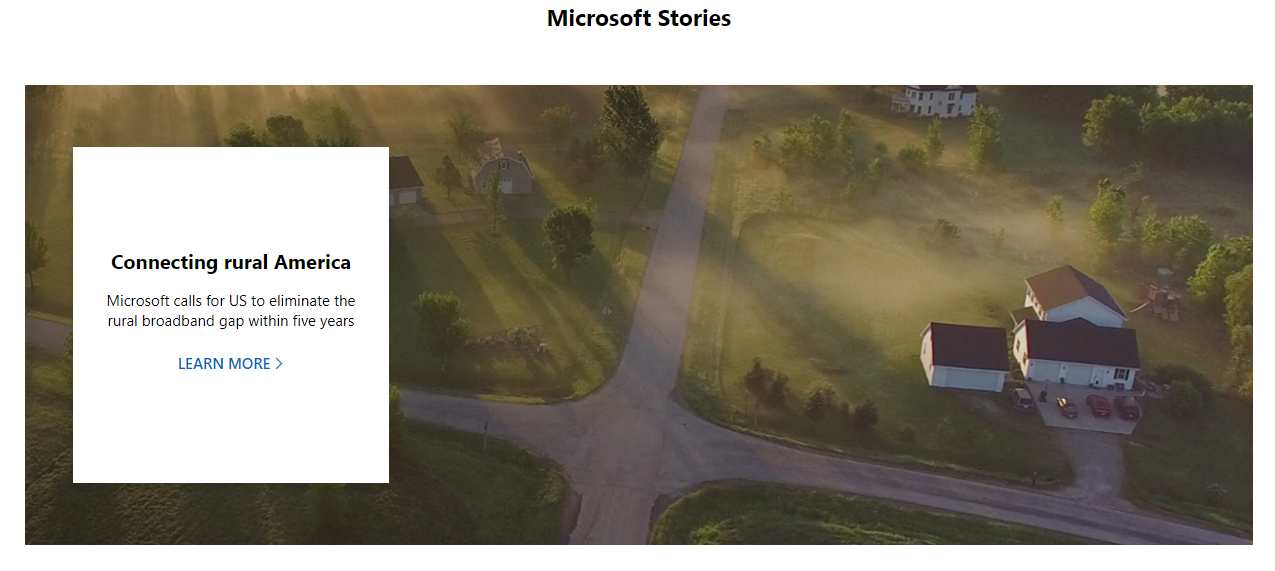 Microsoft Stories
Connecting rural America
Microsoft calls for US to eliminate the
rural broadband gap within five years
LEARN MORE >